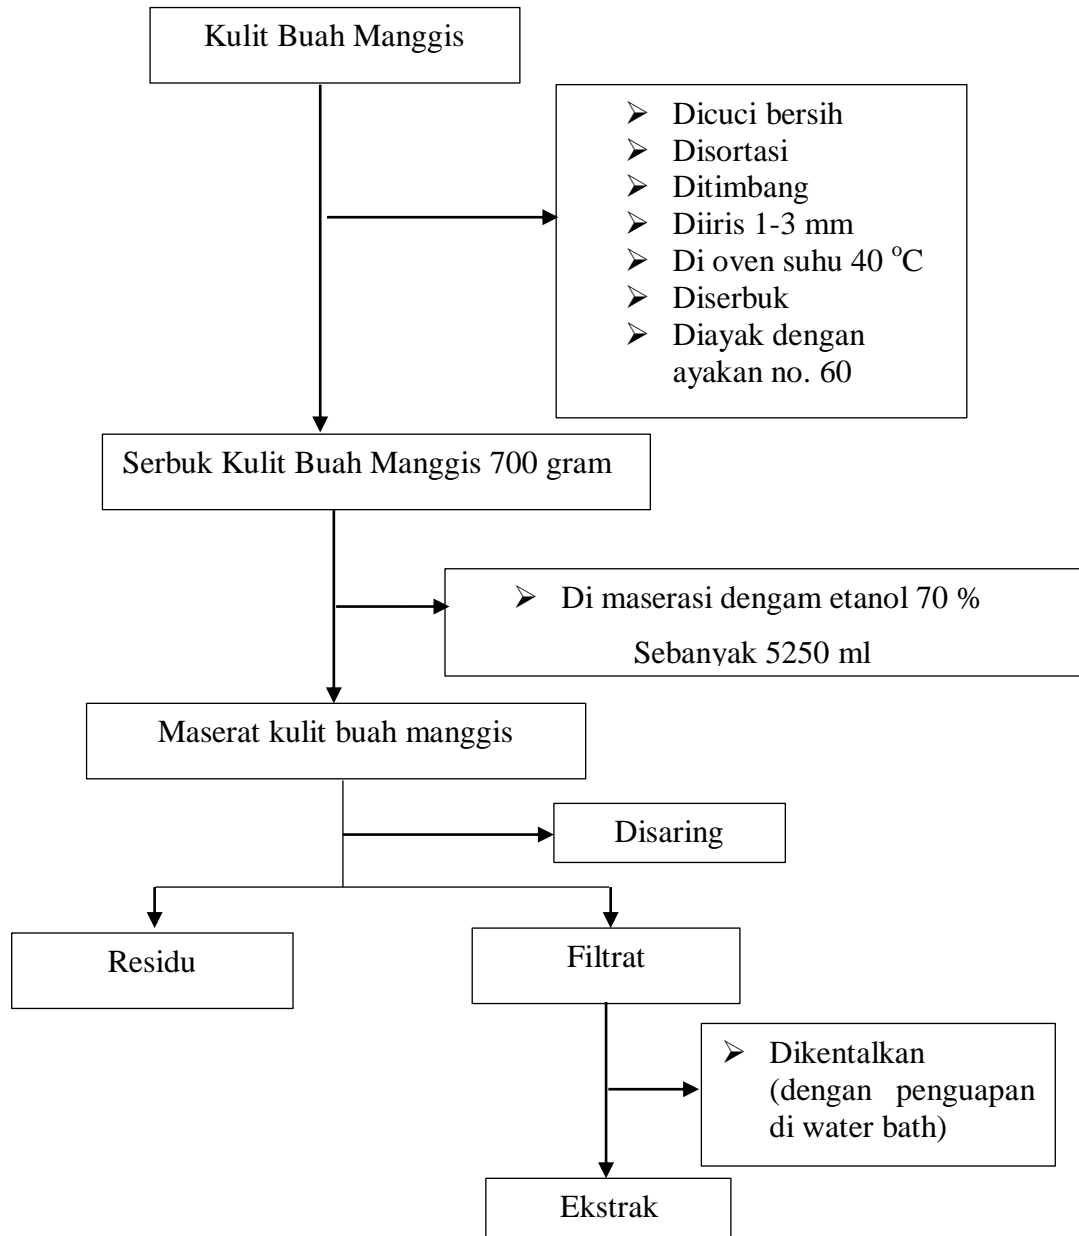 Kulit Buah Manggis
➢ Dicuci bersih
➢ Disortasi
➢ Ditimbang
➢ Diiris 1-3 mm
➢ Di oven suhu 40 °C
➢ Diserbuk
➢ Diayak dengan
ayakan no. 60
Serbuk Kulit Buah Manggis 700 gram
➢ Di maserasi dengam etanol 70 %
Sebanyak 5250 ml
Maserat kulit buah manggis
Disaring
Residu
Filtrat
➢ Dikentalkan
(dengan penguapan
di water bath)
Ekstrak